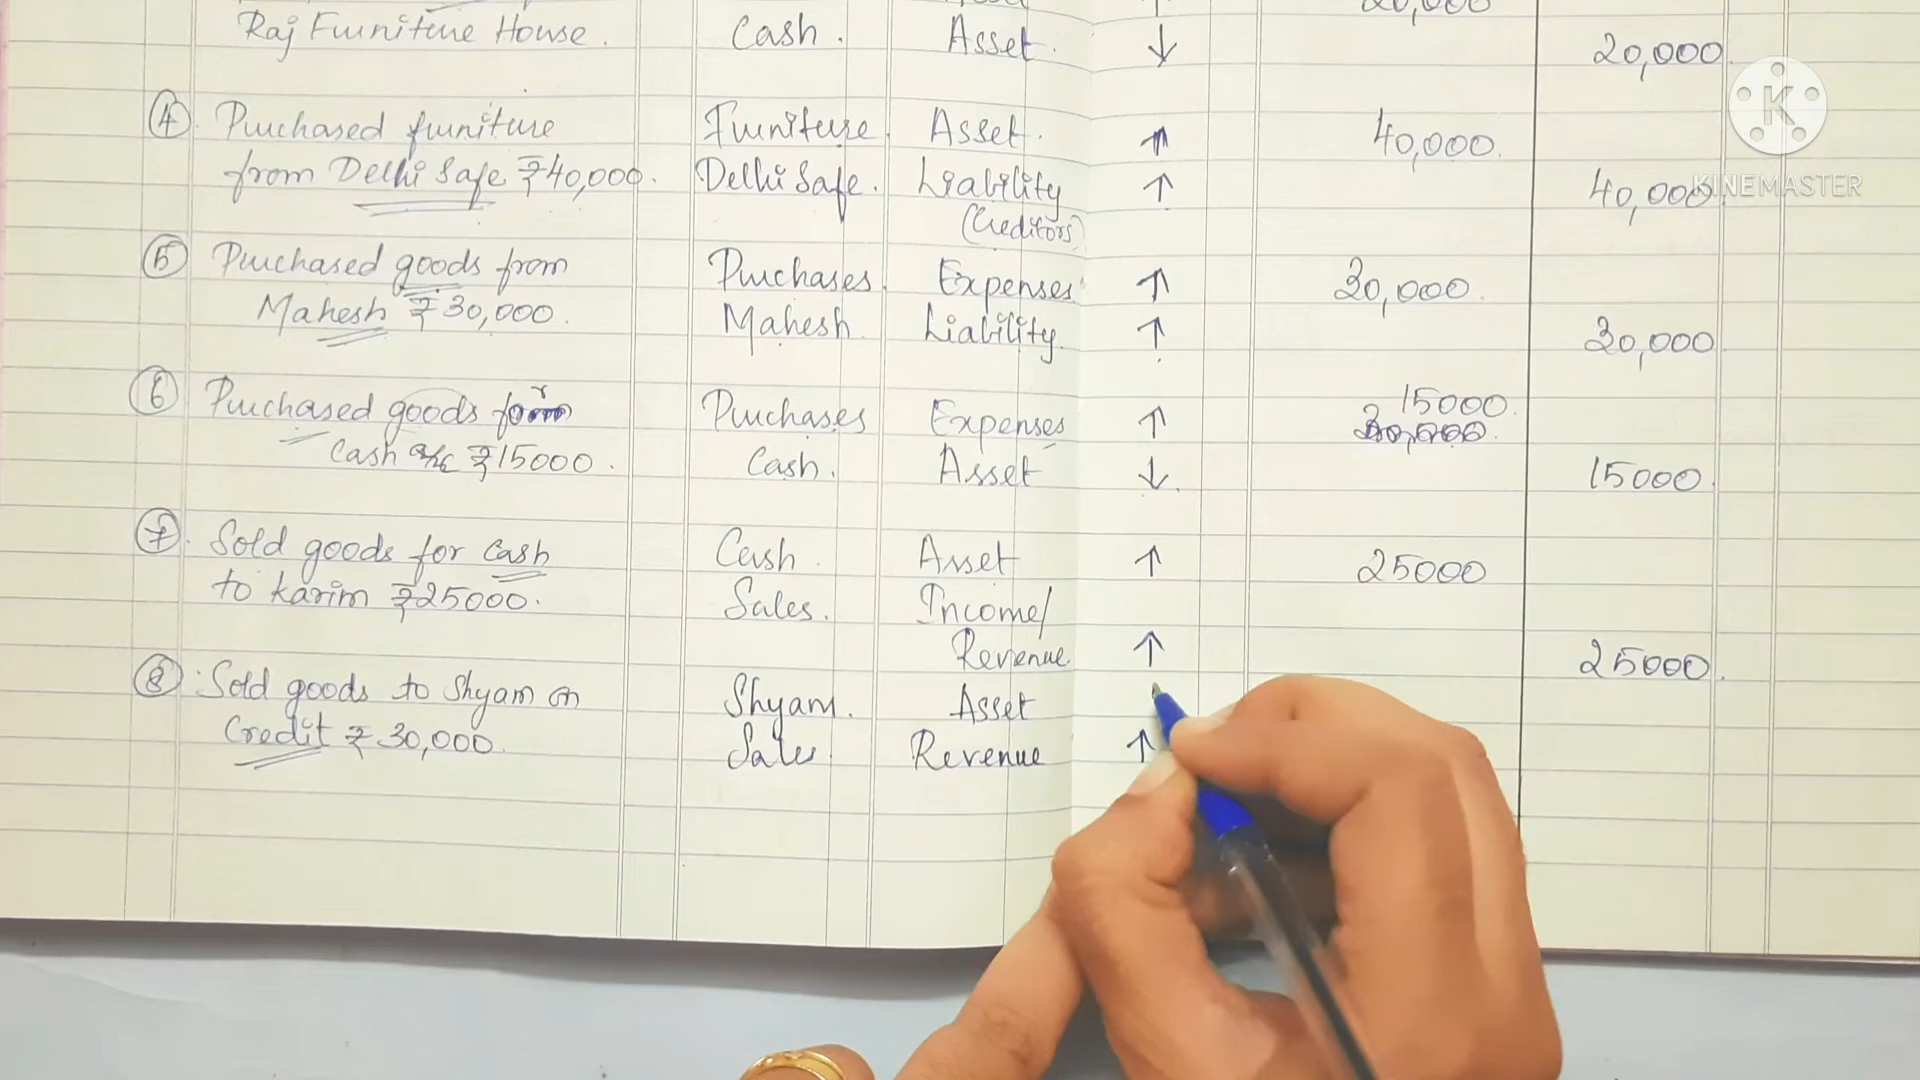 20,000
Raj Furniture House. Cash. Asset. ↓ 20,000
④. Purchased furniture Furniture. Asset. ↑ 40,000.
from Delhi Safe ₹40,000. Delhi Safe. Liability ↑ 40,000
(Creditors)
KINEMASTER
⑤ Purchased goods from Purchases. Expenses ↑ 30,000.
Mahesh ₹30,000. Mahesh. Liability. ↑ 30,000
15000.
⑥ Purchased goods for Purchases Expenses ↑ 30,000.
Cash a/c ₹15000. Cash. Asset ↓. 15000.
⑦. Sold goods for Cash Cash. Asset ↑ 25000
to Karim ₹25000. Sales. Income/
Revenue. ↑ 25000.
⑧. Sold goods to Shyam on Shyam. Asset
Credit ₹30,000. Sales. Revenue ↑